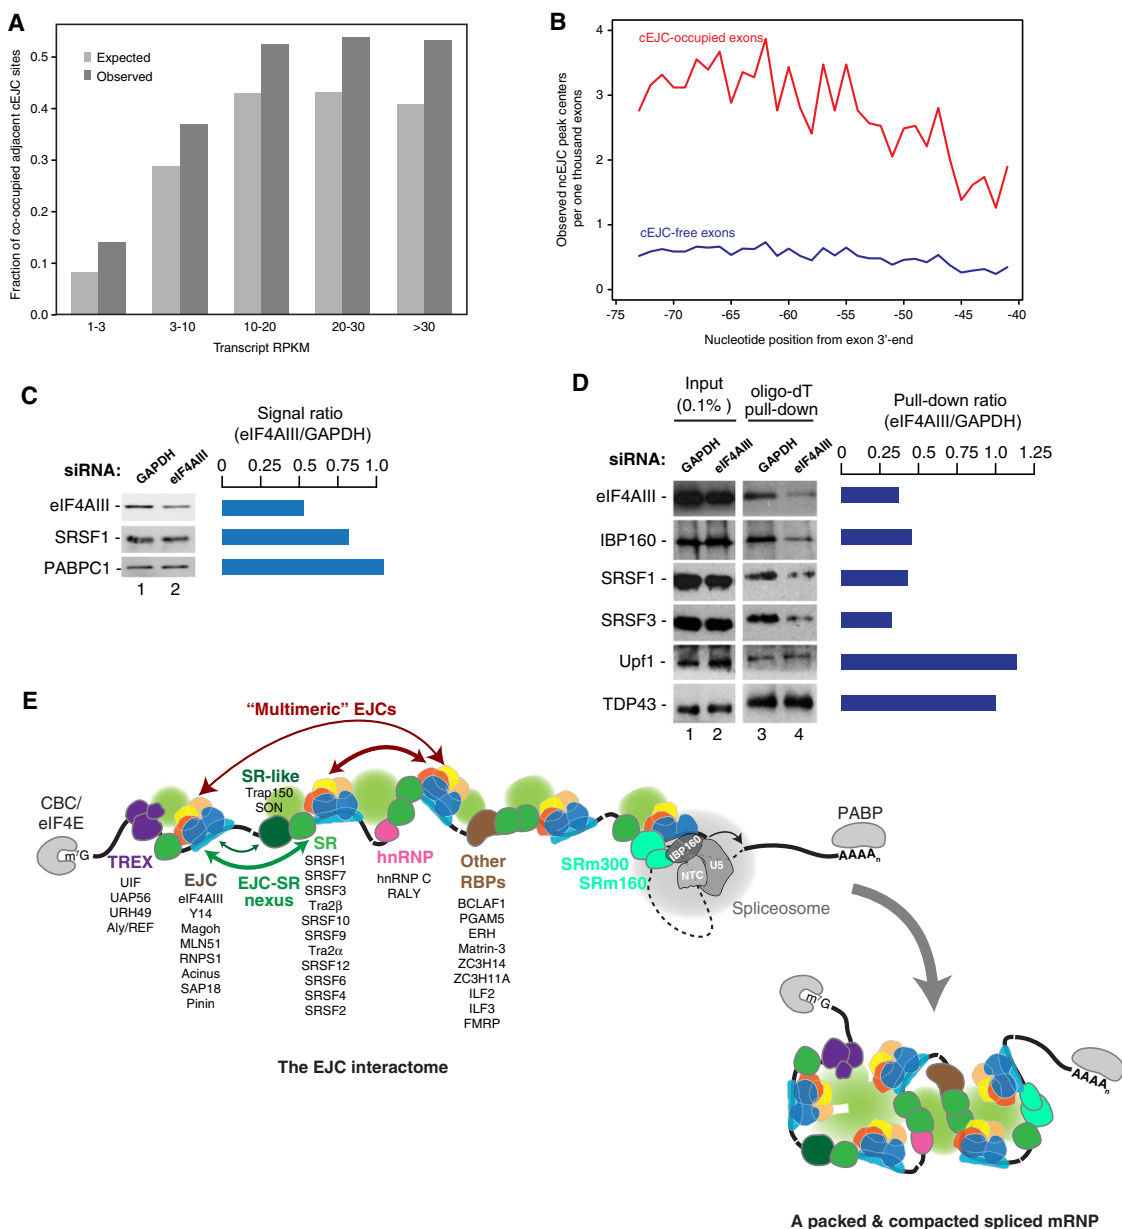 A
Fraction of co-occupied adjacent cEJC sites
0.5
0.4
0.3
0.2
0.1
0.0
Expected
Observed
1-3
3-10
10-20
20-30
>30
Transcript RPKM
B
Observed ncEJC peak centers
per one thousand exons
4
3
2
1
0
cEJC-occupied exons
cEJC-free exons
-75
-70
-65
-60
-55
-50
-45
-40
Nucleotide position from exon 3'-end
C
Signal ratio
(eIF4AIII/GAPDH)
siRNA:
GAPDH
eIF4AIII
0
0.25
0.75
1.0
eIF4AIII -
SRSF1 -
PABPC1 -
1
2
D
Input
(0.1% )
oligo-dT
pull-down
Pull-down ratio
(eIF4AIII/GAPDH)
siRNA:
GAPDH
eIF4AIII
GAPDH
eIF4AIII
0
0.25
0.75
1.0
1.25
eIF4AIII -
IBP160 -
SRSF1 -
SRSF3 -
Upf1 -
TDP43 -
1
2
3
4
E
“Multimeric” EJCs
CBC/
eIF4E
m7G
TREX
UIF
UAP56
URH49
Aly/REF
EJC
eIF4AIII
Y14
Magoh
MLN51
RNPS1
Acinus
SAP18
Pinin
SR-like
Trap150
SON
EJC-SR
nexus
SR
SRSF1
SRSF7
SRSF3
Tra2β
SRSF10
SRSF9
Tra2α
SRSF12
SRSF6
SRSF4
SRSF2
hnRNP
hnRNP C
RALY
Other
RBPs
BCLAF1
PGAM5
ERH
Matrin-3
ZC3H14
ZC3H11A
ILF2
ILF3
FMRP
SRm300
SRm160
IBP160
U5
NTC
Spliceosome
PABP
AAAAn
The EJC interactome
m7G
AAAAn
A packed & compacted spliced mRNP